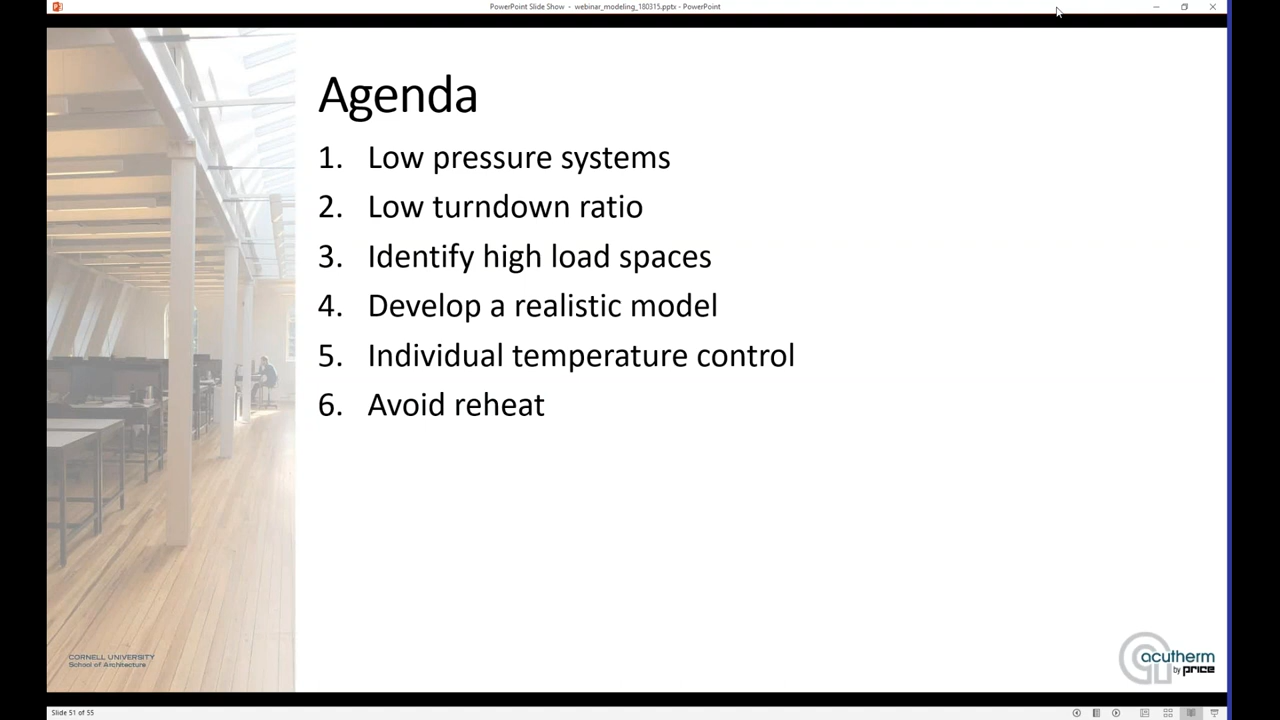 PowerPoint Slide Show - webinar_modeling_180315.pptx - PowerPoint
Agenda
1. Low pressure systems
2. Low turndown ratio
3. Identify high load spaces
4. Develop a realistic model
5. Individual temperature control
6. Avoid reheat
CORNELL UNIVERSITY
School of Architecture
acutherm
by PRICE
Slide 51 of 55